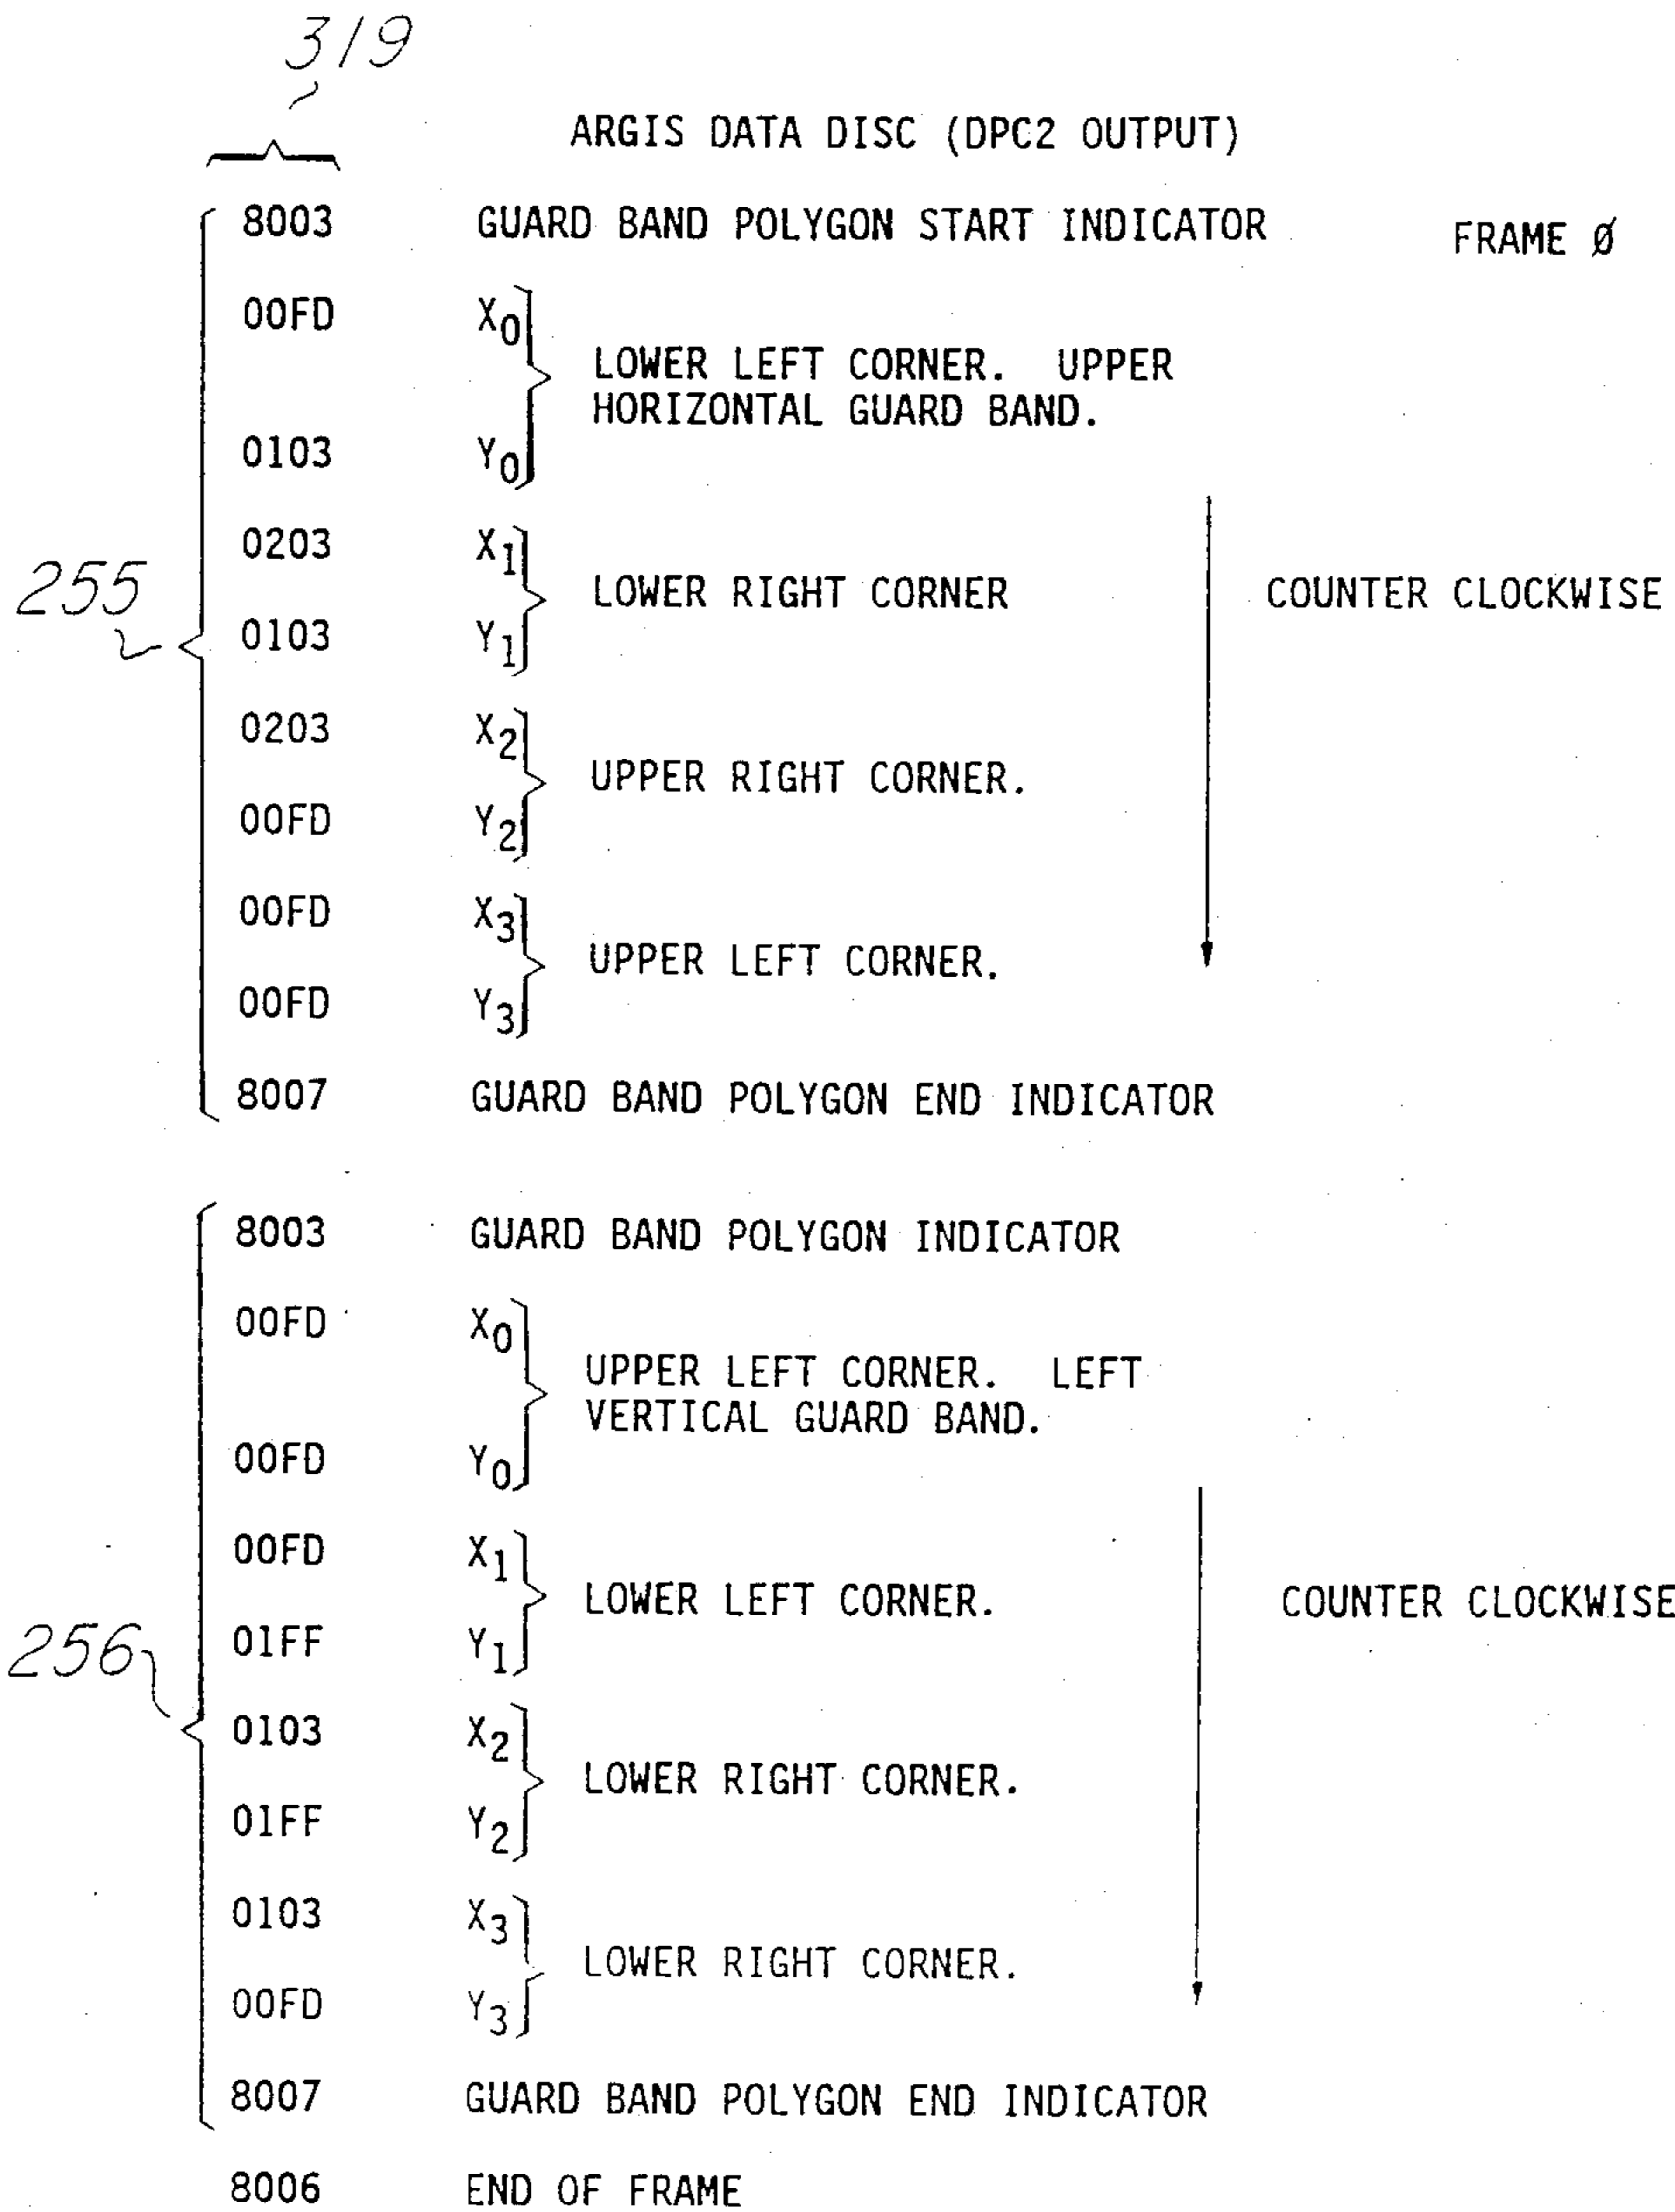 319
ARGIS DATA DISC (DPC2 OUTPUT)
8003 GUARD BAND POLYGON START INDICATOR FRAME Ø
00FD X0
LOWER LEFT CORNER. UPPER
HORIZONTAL GUARD BAND.
0103 Y0
0203 X1
255 LOWER RIGHT CORNER COUNTER CLOCKWISE
0103 Y1
0203 X2
UPPER RIGHT CORNER.
00FD Y2
00FD X3
UPPER LEFT CORNER.
00FD Y3
8007 GUARD BAND POLYGON END INDICATOR
8003 GUARD BAND POLYGON INDICATOR
00FD X0
UPPER LEFT CORNER. LEFT
VERTICAL GUARD BAND.
00FD Y0
00FD X1
LOWER LEFT CORNER. COUNTER CLOCKWISE
01FF Y1
256
0103 X2
LOWER RIGHT CORNER.
01FF Y2
0103 X3
LOWER RIGHT CORNER.
00FD Y3
8007 GUARD BAND POLYGON END INDICATOR
8006 END OF FRAME